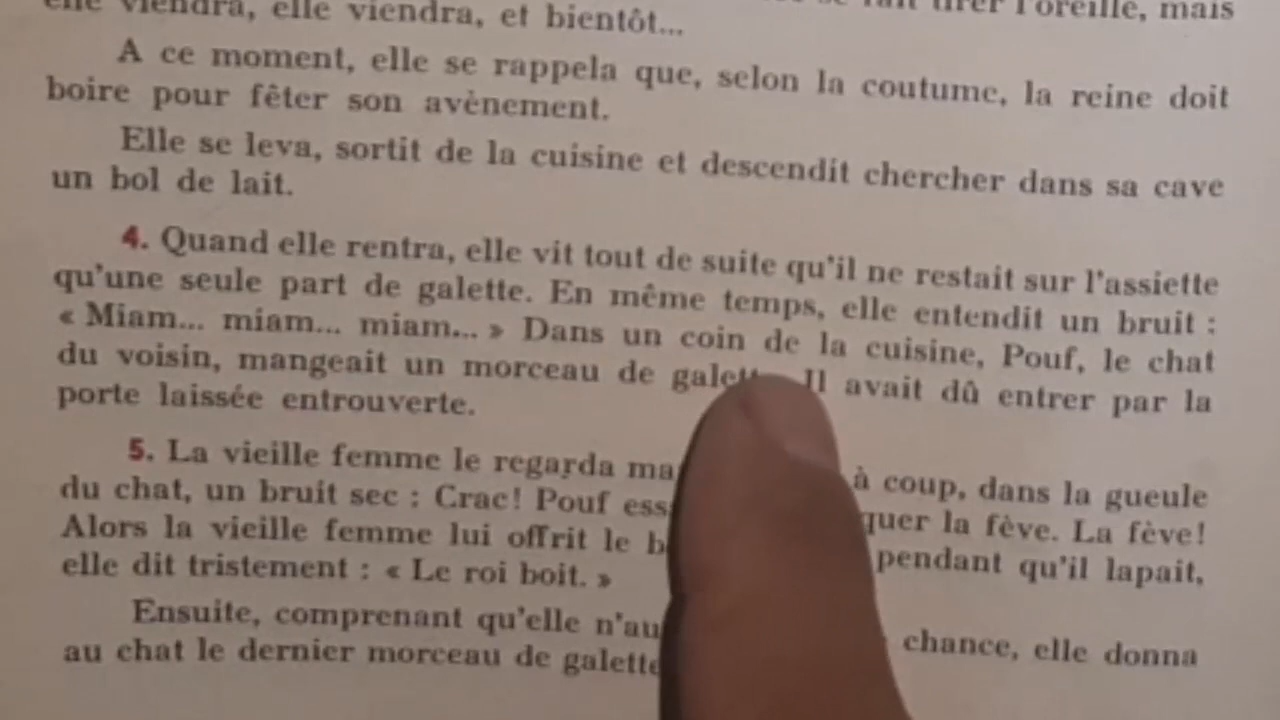 elle viendra, elle viendra, et bientôt... fait tirer l'oreille, mais
A ce moment, elle se rappela que, selon la coutume, la reine doit
boire pour fêter son avènement.
Elle se leva, sortit de la cuisine et descendit chercher dans sa cave
un bol de lait.
4. Quand elle rentra, elle vit tout de suite qu'il ne restait sur l'assiette
qu'une seule part de galette. En même temps, elle entendit un bruit :
« Miam... miam... miam... » Dans un coin de la cuisine, Pouf, le chat
du voisin, mangeait un morceau de Il avait dû entrer par la
porte laissée entrouverte.
5. La vieille femme le regarda à coup, dans la gueule
du chat, un bruit sec : Crac! Pouf la fève. La fève!
Alors la vieille femme lui offrit le pendant qu'il lapait,
elle dit tristement : « Le roi boit. »
Ensuite, comprenant qu'elle chance, elle donna
au chat le dernier morceau de galette